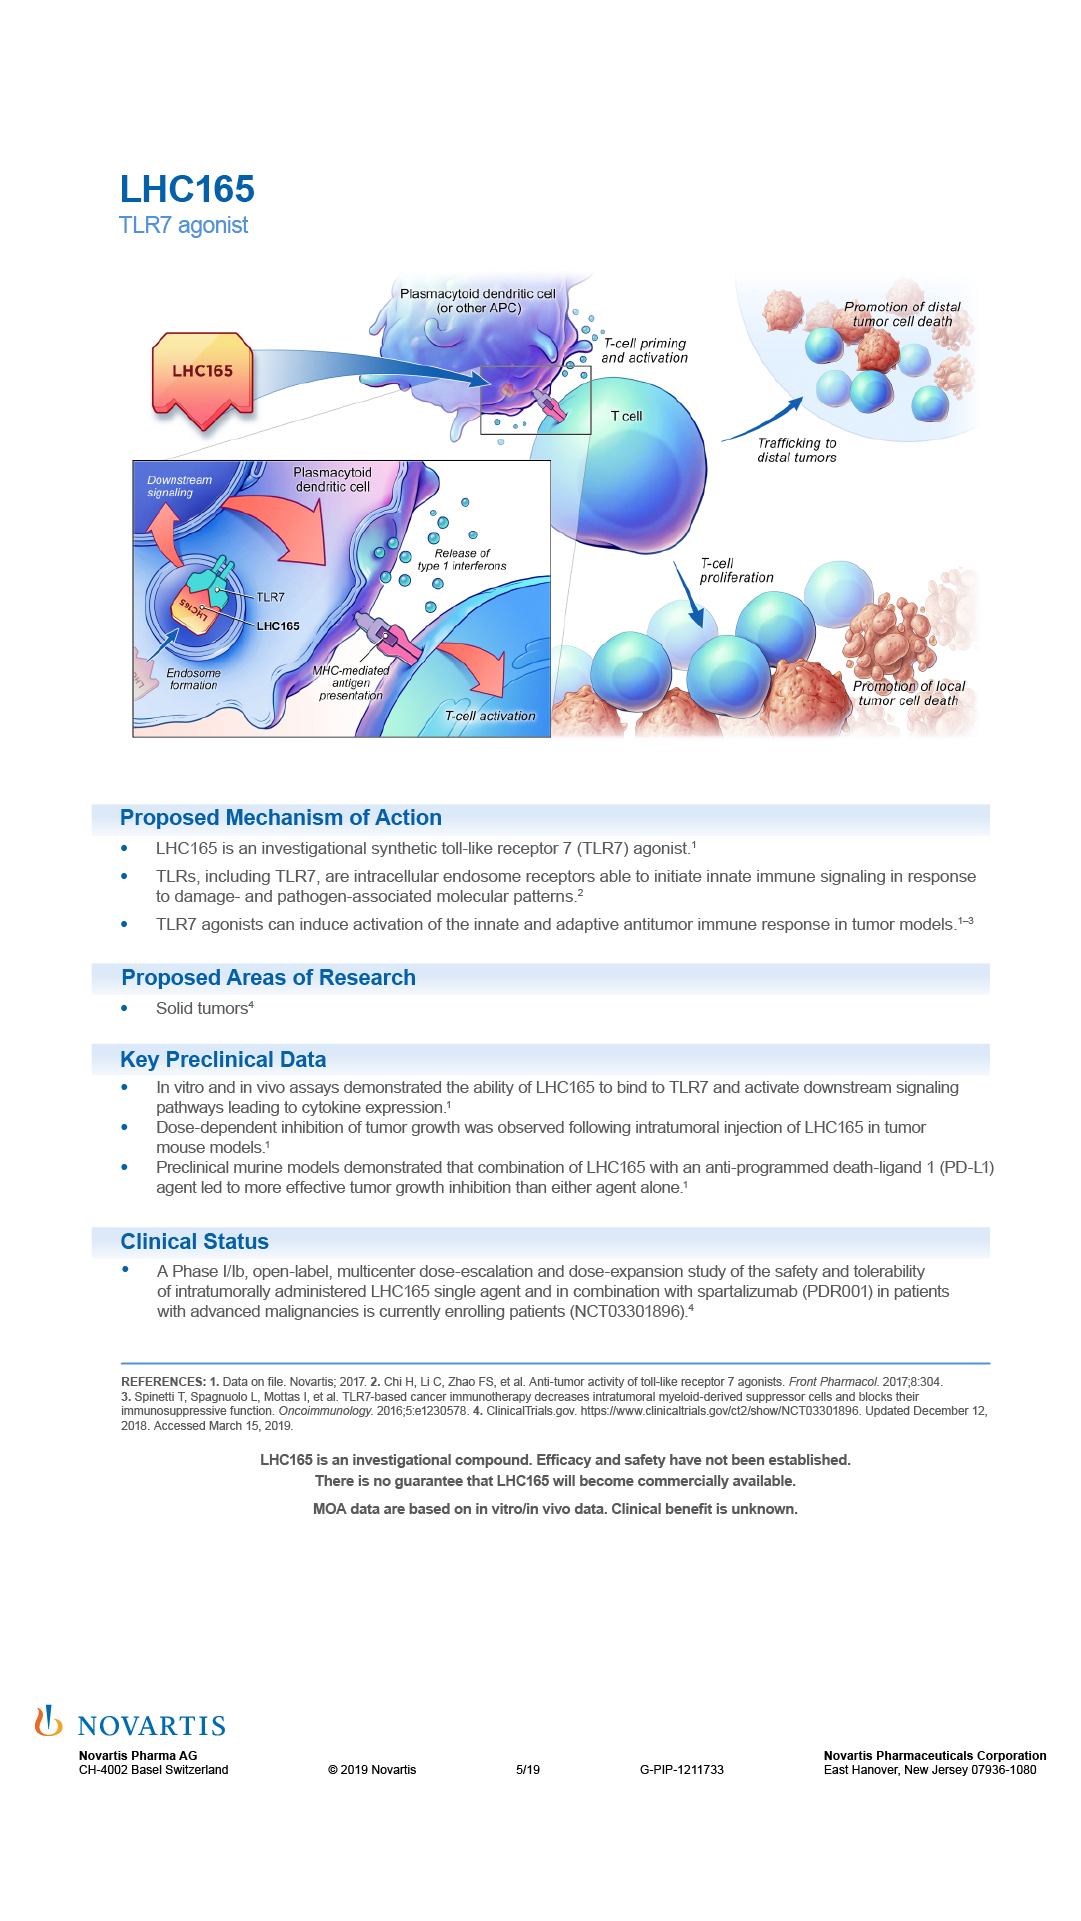 LHC165
TLR7 agonist
Plasmacytoid dendritic cell
(or other APC)
Promotion of distal
tumor cell death
T-cell priming
and activation
LHC165
T cell
Trafficking to
distal tumors
Downstream
signaling
Plasmacytoid
dendritic cell
Release of
type 1 interferons
T-cell
proliferation
TLR7
LHC165
LHC165
Endosome
formation
MHC-mediated
antigen
presentation
T-cell activation
Promotion of local
tumor cell death
Proposed Mechanism of Action
• LHC165 is an investigational synthetic toll-like receptor 7 (TLR7) agonist.¹
• TLRs, including TLR7, are intracellular endosome receptors able to initiate innate immune signaling in response
to damage- and pathogen-associated molecular patterns.²
• TLR7 agonists can induce activation of the innate and adaptive antitumor immune response in tumor models.¹⁻³
Proposed Areas of Research
• Solid tumors⁴
Key Preclinical Data
• In vitro and in vivo assays demonstrated the ability of LHC165 to bind to TLR7 and activate downstream signaling
pathways leading to cytokine expression.¹
• Dose-dependent inhibition of tumor growth was observed following intratumoral injection of LHC165 in tumor
mouse models.¹
• Preclinical murine models demonstrated that combination of LHC165 with an anti-programmed death-ligand 1 (PD-L1)
agent led to more effective tumor growth inhibition than either agent alone.¹
Clinical Status
• A Phase I/Ib, open-label, multicenter dose-escalation and dose-expansion study of the safety and tolerability
of intratumorally administered LHC165 single agent and in combination with spartalizumab (PDR001) in patients
with advanced malignancies is currently enrolling patients (NCT03301896).⁴
REFERENCES: 1. Data on file. Novartis; 2017. 2. Chi H, Li C, Zhao FS, et al. Anti-tumor activity of toll-like receptor 7 agonists. Front Pharmacol. 2017;8:304.
3. Spinetti T, Spagnuolo L, Mottas I, et al. TLR7-based cancer immunotherapy decreases intratumoral myeloid-derived suppressor cells and blocks their
immunosuppressive function. Oncoimmunology. 2016;5:e1230578. 4. ClinicalTrials.gov. https://www.clinicaltrials.gov/ct2/show/NCT03301896. Updated December 12,
2018. Accessed March 15, 2019.
LHC165 is an investigational compound. Efficacy and safety have not been established.
There is no guarantee that LHC165 will become commercially available.
MOA data are based on in vitro/in vivo data. Clinical benefit is unknown.
NOVARTIS
Novartis Pharma AG
CH-4002 Basel Switzerland
© 2019 Novartis
5/19
G-PIP-1211733
Novartis Pharmaceuticals Corporation
East Hanover, New Jersey 07936-1080